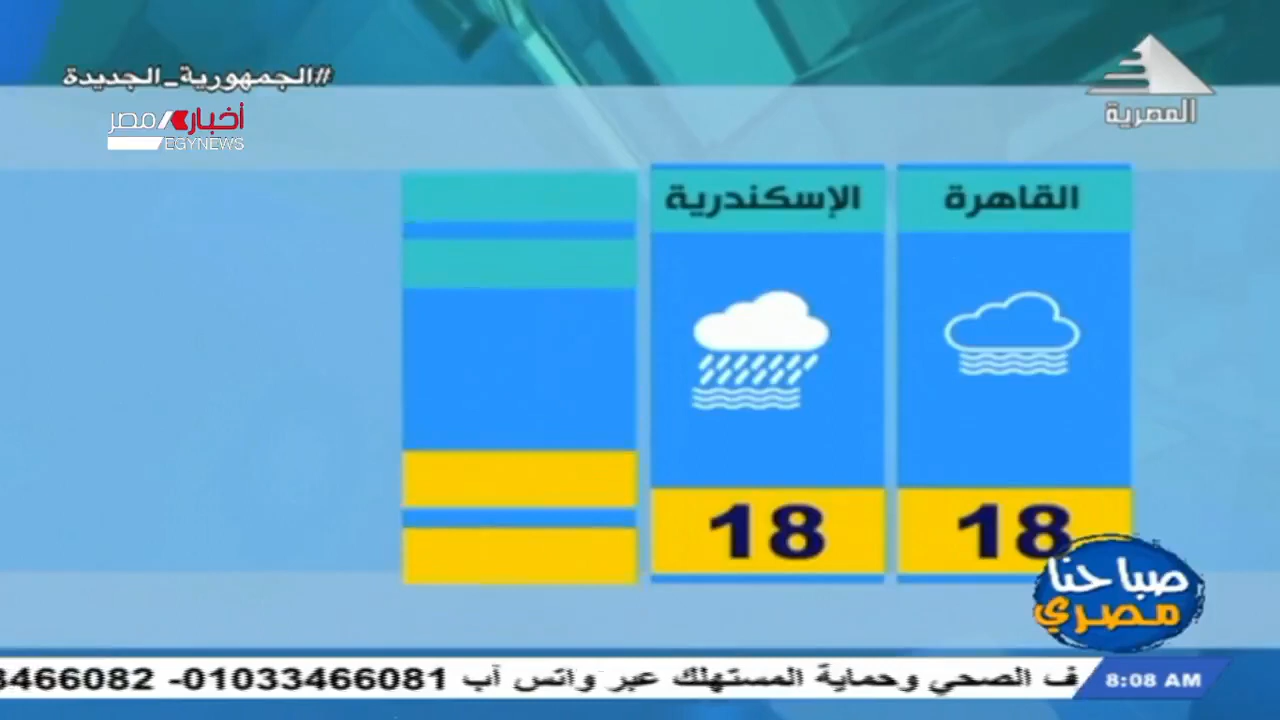 #الجمهورية_الجديدة
المصرية
أخبار مصر
EGYNEWS
القاهرة
الإسكندرية
18
18
صباحنا
مصري
8:08 AM
الصحي وحماية المستهلك عبر واتس آب 01033466081- 3466082